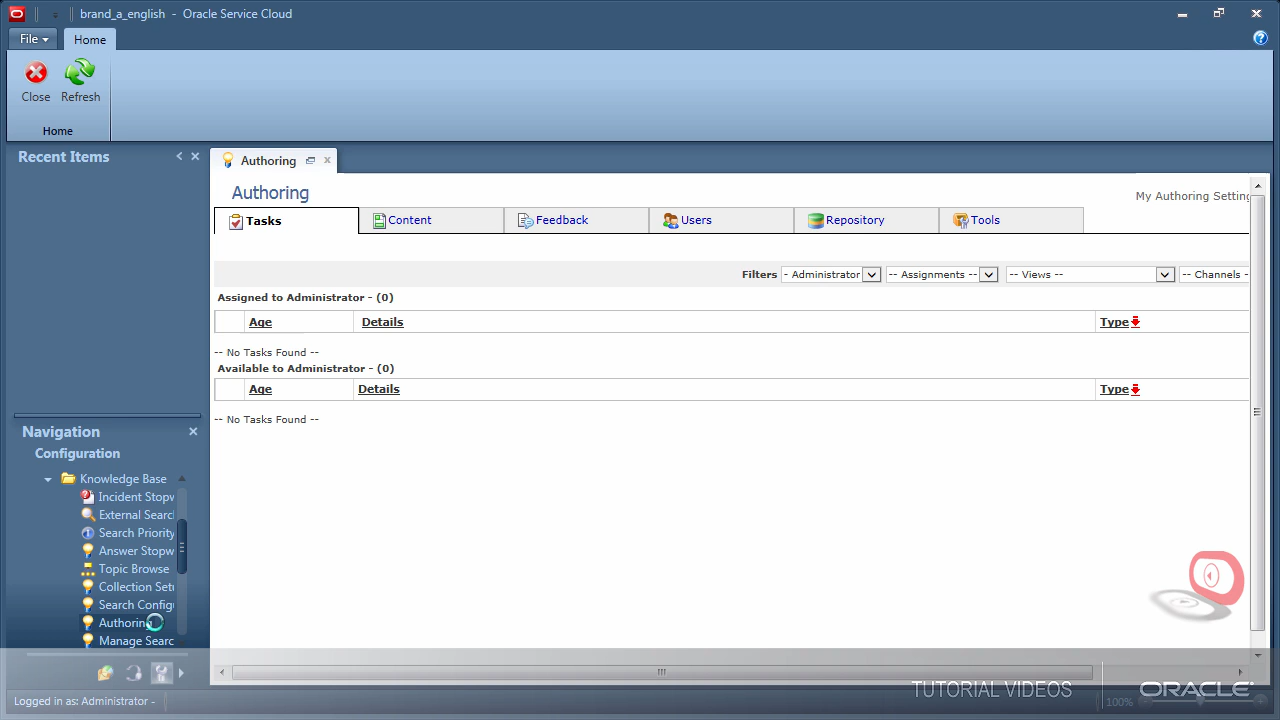 brand_a_english - Oracle Service Cloud
File
Home
Close
Refresh
Home
Recent Items
Authoring
Authoring
My Authoring Setting
Tasks
Content
Feedback
Users
Repository
Tools
Filters - Administrator -- Assignments -- -- Views -- -- Channels -
Assigned to Administrator - (0)
Age Details Type
-- No Tasks Found --
Available to Administrator - (0)
Age Details Type
-- No Tasks Found --
Navigation
Configuration
Knowledge Base
Incident Stopw
External Searc
Search Priority
Answer Stopw
Topic Browse
Collection Setu
Search Configu
Authoring
Manage Searc
Logged in as: Administrator -
TUTORIAL VIDEOS
ORACLE
100%